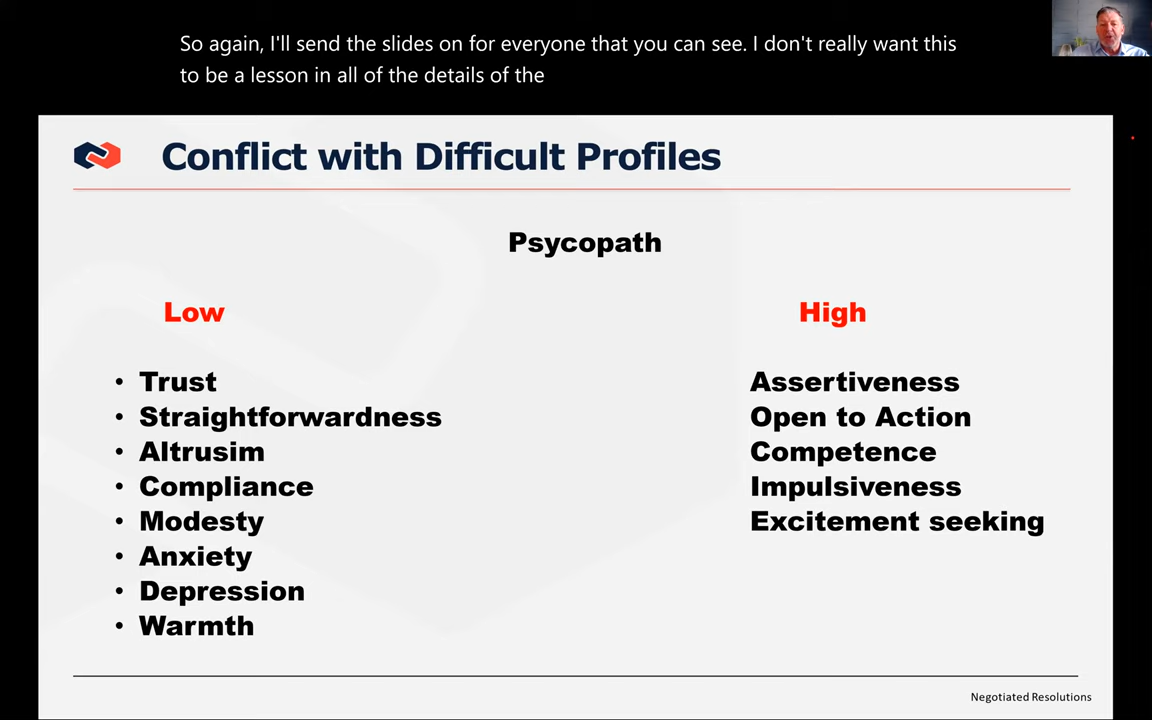 So again, I'll send the slides on for everyone that you can see. I don't really want this
to be a lesson in all of the details of the
Conflict with Difficult Profiles
Psycopath
Low
• Trust
• Straightforwardness
• Altrusim
• Compliance
• Modesty
• Anxiety
• Depression
• Warmth
High
Assertiveness
Open to Action
Competence
Impulsiveness
Excitement seeking
Negotiated Resolutions